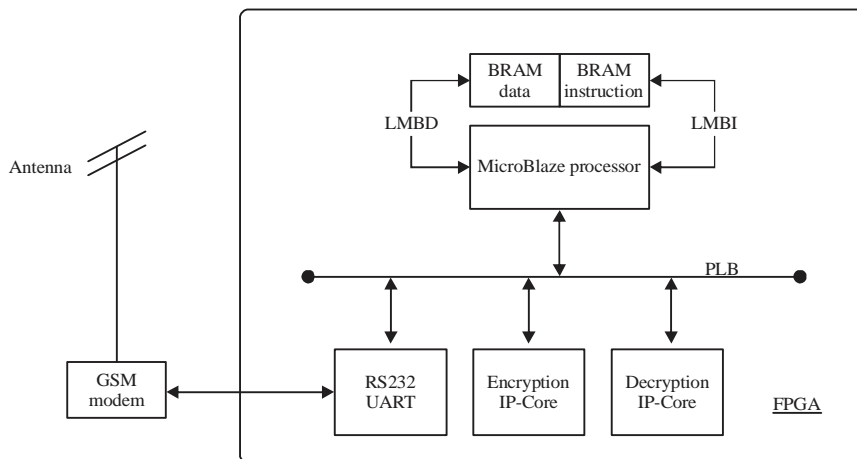 BRAM
data
BRAM
instruction
LMBD
LMBI
MicroBlaze processor
Antenna
PLB
GSM
modem
RS232
UART
Encryption
IP-Core
Decryption
IP-Core
FPGA